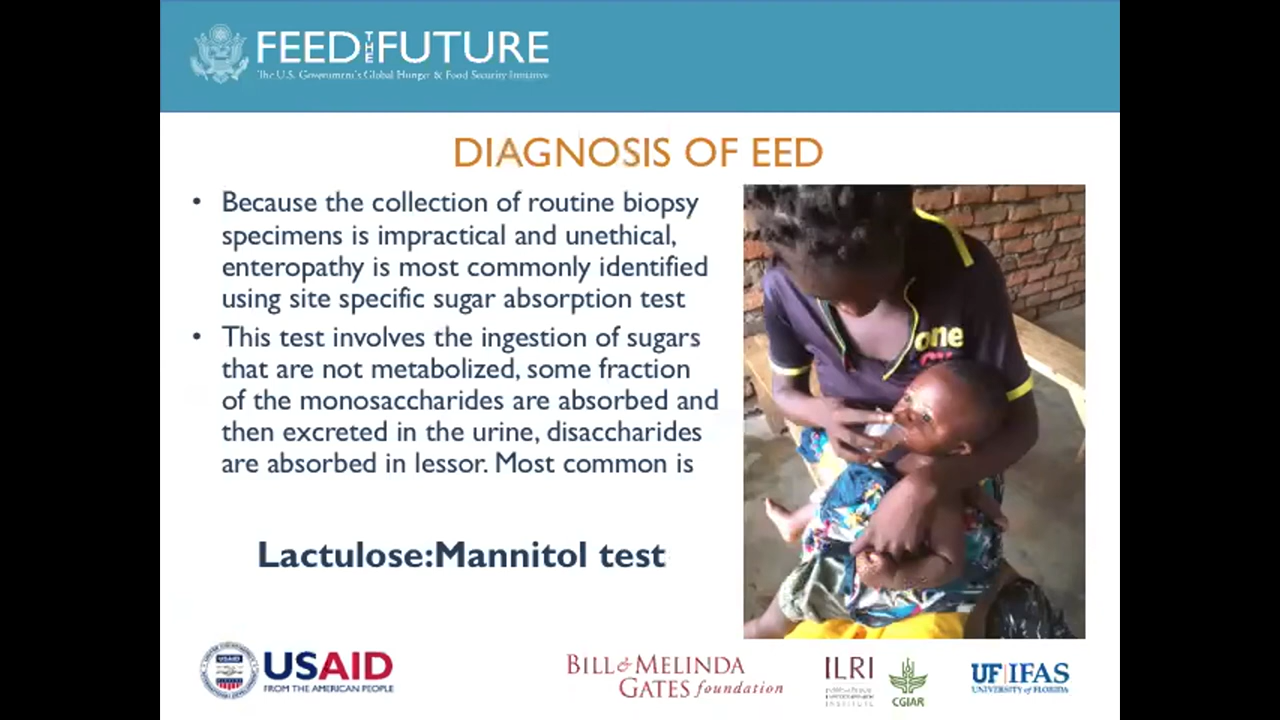 FEED THE FUTURE
The U.S. Government's Global Hunger & Food Security Initiative
DIAGNOSIS OF EED
• Because the collection of routine biopsy
specimens is impractical and unethical,
enteropathy is most commonly identified
using site specific sugar absorption test
• This test involves the ingestion of sugars
that are not metabolized, some fraction
of the monosaccharides are absorbed and
then excreted in the urine, disaccharides
are absorbed in lessor. Most common is
Lactulose:Mannitol test
one
USAID
USAID
FROM THE AMERICAN PEOPLE
BILL & MELINDA
GATES foundation
ILRI
INSTITUTE
CGIAR
UF|IFAS
UNIVERSITY of FLORIDA